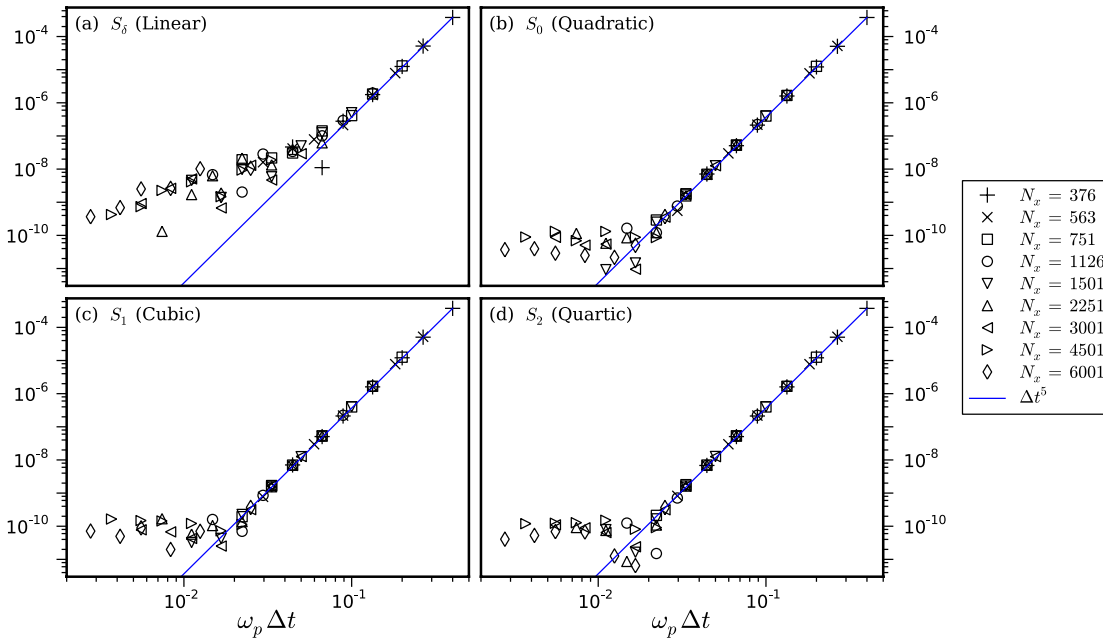 (a) S_δ (Linear)
(b) S_0 (Quadratic)
10^-4
10^-6
10^-8
10^-10
10^-4
10^-6
10^-8
10^-10
N_x = 376
N_x = 563
N_x = 751
N_x = 1126
N_x = 1501
N_x = 2251
N_x = 3001
N_x = 4501
N_x = 6001
Δt^5
(c) S_1 (Cubic)
(d) S_2 (Quartic)
10^-4
10^-6
10^-8
10^-10
10^-4
10^-6
10^-8
10^-10
10^-2
10^-1
10^-2
10^-1
ω_p Δt
ω_p Δt